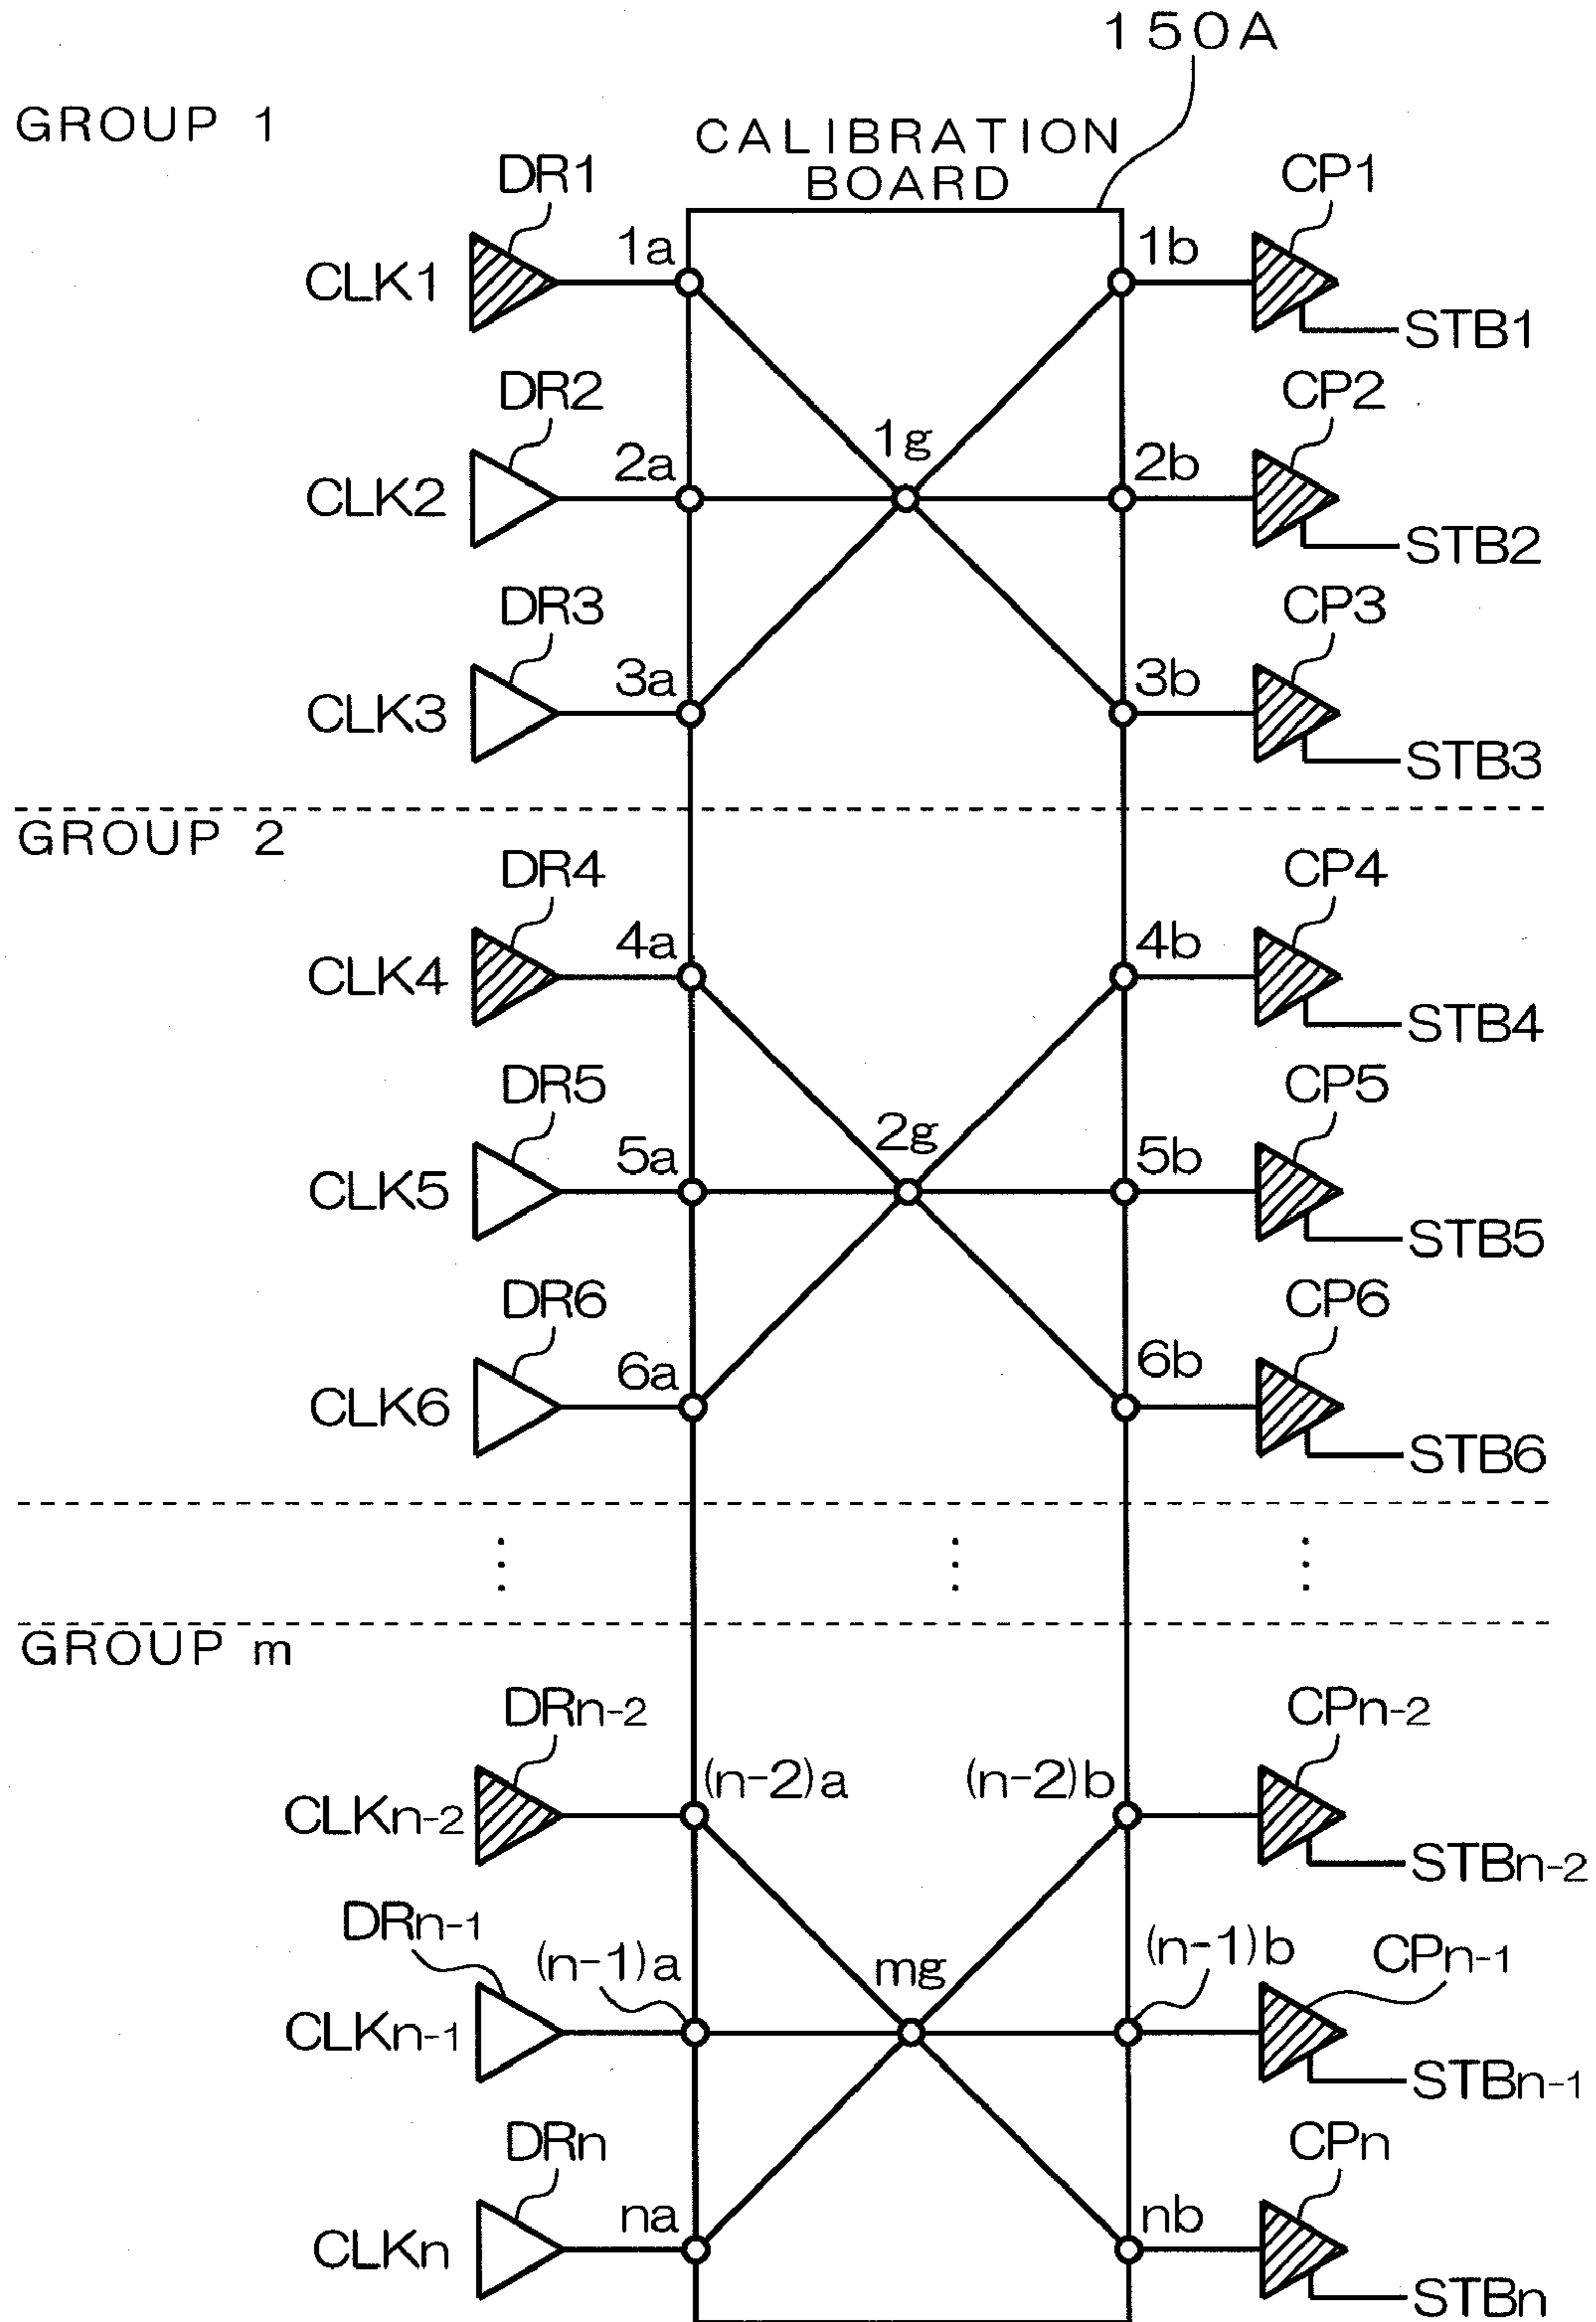 150A
GROUP 1
CALIBRATION
BOARD
DR1
CP1
1a
1b
CLK1
STB1
DR2
CP2
1g
2a
2b
CLK2
STB2
DR3
CP3
3a
3b
CLK3
STB3
GROUP 2
DR4
CP4
4a
4b
CLK4
STB4
DR5
CP5
2g
5a
5b
CLK5
STB5
DR6
CP6
6a
6b
CLK6
STB6
GROUP m
DRn-2
CPn-2
(n-2)a
(n-2)b
CLKn-2
STBn-2
DRn-1
CPn-1
(n-1)a
mg
(n-1)b
CLKn-1
STBn-1
DRn
CPn
na
nb
CLKn
STBn